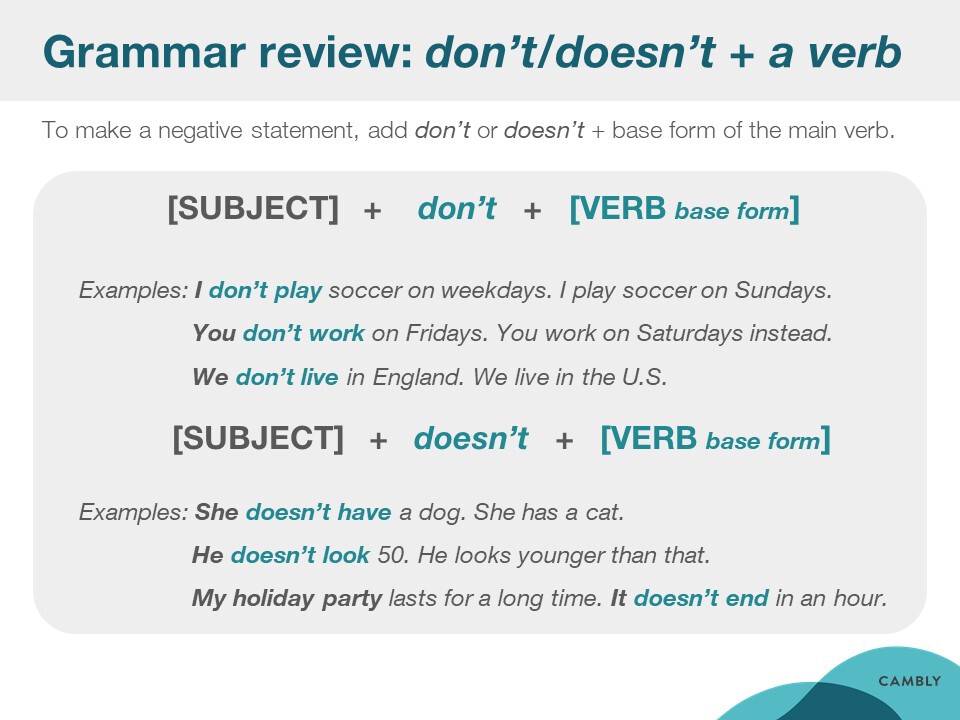 Grammar review: don’t/doesn’t + a verb
To make a negative statement, add don’t or doesn’t + base form of the main verb.
[SUBJECT] + don’t + [VERB base form]
Examples: I don’t play soccer on weekdays. I play soccer on Sundays.
You don’t work on Fridays. You work on Saturdays instead.
We don’t live in England. We live in the U.S.
[SUBJECT] + doesn’t + [VERB base form]
Examples: She doesn’t have a dog. She has a cat.
He doesn’t look 50. He looks younger than that.
My holiday party lasts for a long time. It doesn’t end in an hour.
CAMBLY